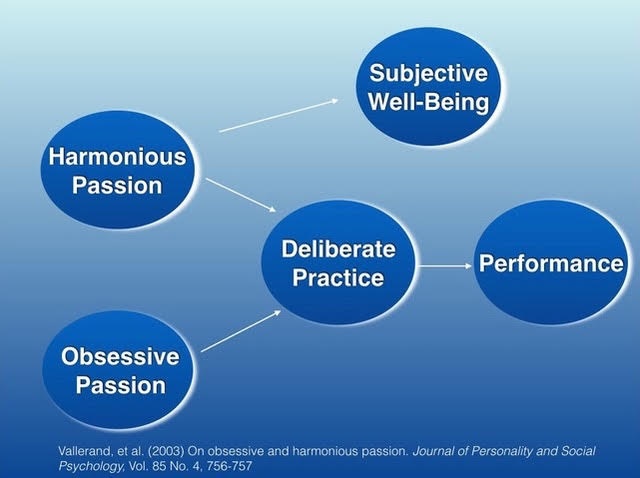 Subjective
Well-Being
Harmonious
Passion
Deliberate
Practice
Performance
Obsessive
Passion
Vallerand, et al. (2003) On obsessive and harmonious passion. Journal of Personality and Social
Psychology, Vol. 85 No. 4, 756-757